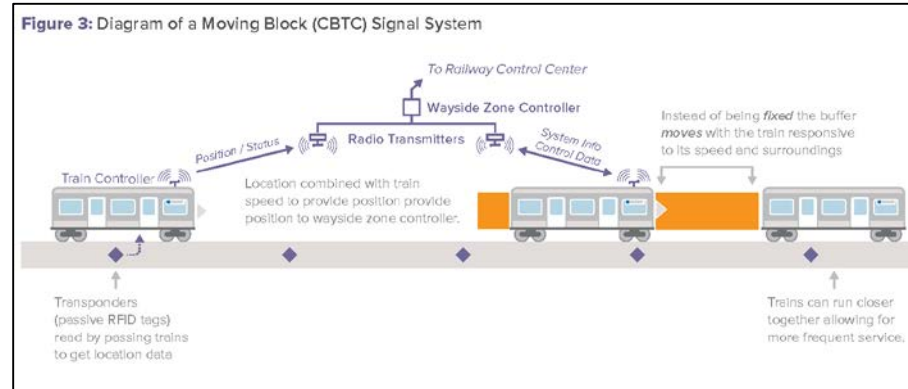 Figure 3: Diagram of a Moving Block (CBTC) Signal System
To Railway Control Center
Wayside Zone Controller
Radio Transmitters
Position / Status
System Info
Control Data
Instead of being fixed the buffer
moves with the train responsive
to its speed and surroundings
Train Controller
Location combined with train
speed to provide position provide
position to wayside zone controller.
Transponders
(passive RFID tags)
read by passing trains
to get location data
Trains can run closer
together allowing for
more frequent service.